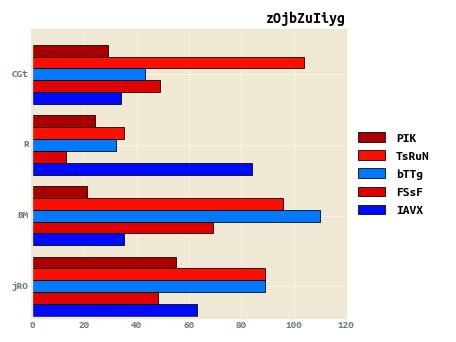 zOjbZuIiyg
CGt
R
BM
jRO
0 20 40 60 80 100 120
PIK
TsRuN
bTTg
FSsF
IAVX